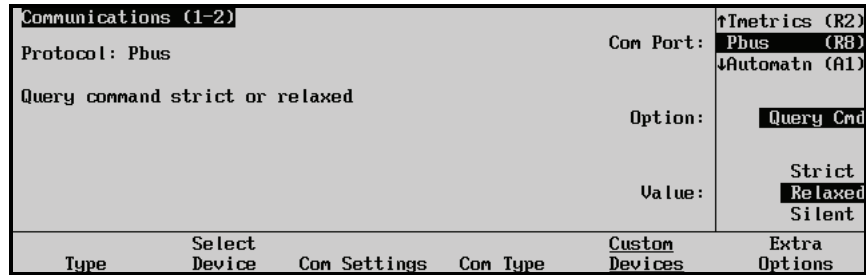 Communications (1-2)
↑Tmetrics (R2)
Com Port: Pbus (R8)
Protocol: Pbus
↓Automatn (A1)
Query command strict or relaxed
Option: Query Cmd
Strict
Value: Relaxed
Silent
Select Custom Extra
Type Device Com Settings Com Type Devices Options